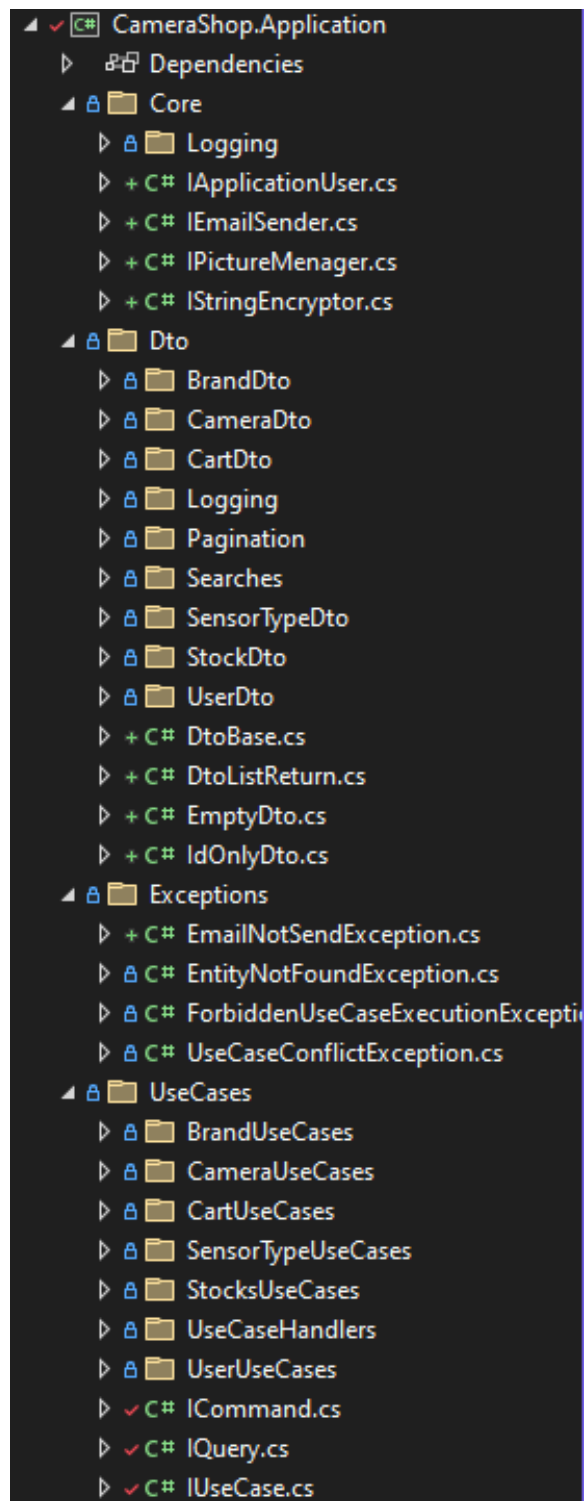 C# CameraShop.Application
Dependencies
Core
Logging
C# IApplicationUser.cs
C# IEmailSender.cs
C# IPictureMenager.cs
C# IStringEncryptor.cs
Dto
BrandDto
CameraDto
CartDto
Logging
Pagination
Searches
SensorTypeDto
StockDto
UserDto
C# DtoBase.cs
C# DtoListReturn.cs
C# EmptyDto.cs
C# IdOnlyDto.cs
Exceptions
C# EmailNotSendException.cs
C# EntityNotFoundException.cs
C# ForbiddenUseCaseExecutionExcepti
C# UseCaseConflictException.cs
UseCases
BrandUseCases
CameraUseCases
CartUseCases
SensorTypeUseCases
StocksUseCases
UseCaseHandlers
UserUseCases
C# ICommand.cs
C# IQuery.cs
C# IUseCase.cs